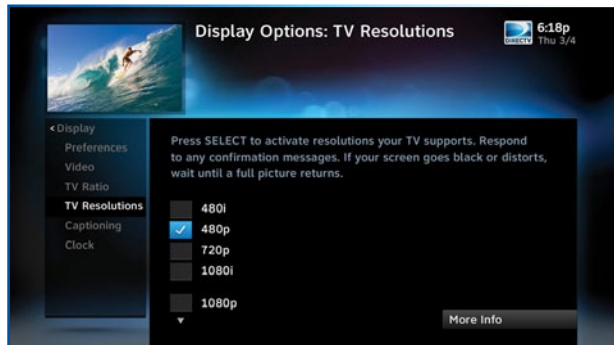 Display Options: TV Resolutions
DIRECTV
6:18p
Thu 3/4
<Display
Preferences
Video
TV Ratio
TV Resolutions
Captioning
Clock
Press SELECT to activate resolutions your TV supports. Respond
to any confirmation messages. If your screen goes black or distorts,
wait until a full picture returns.
480i
480p
720p
1080i
1080p
More Info